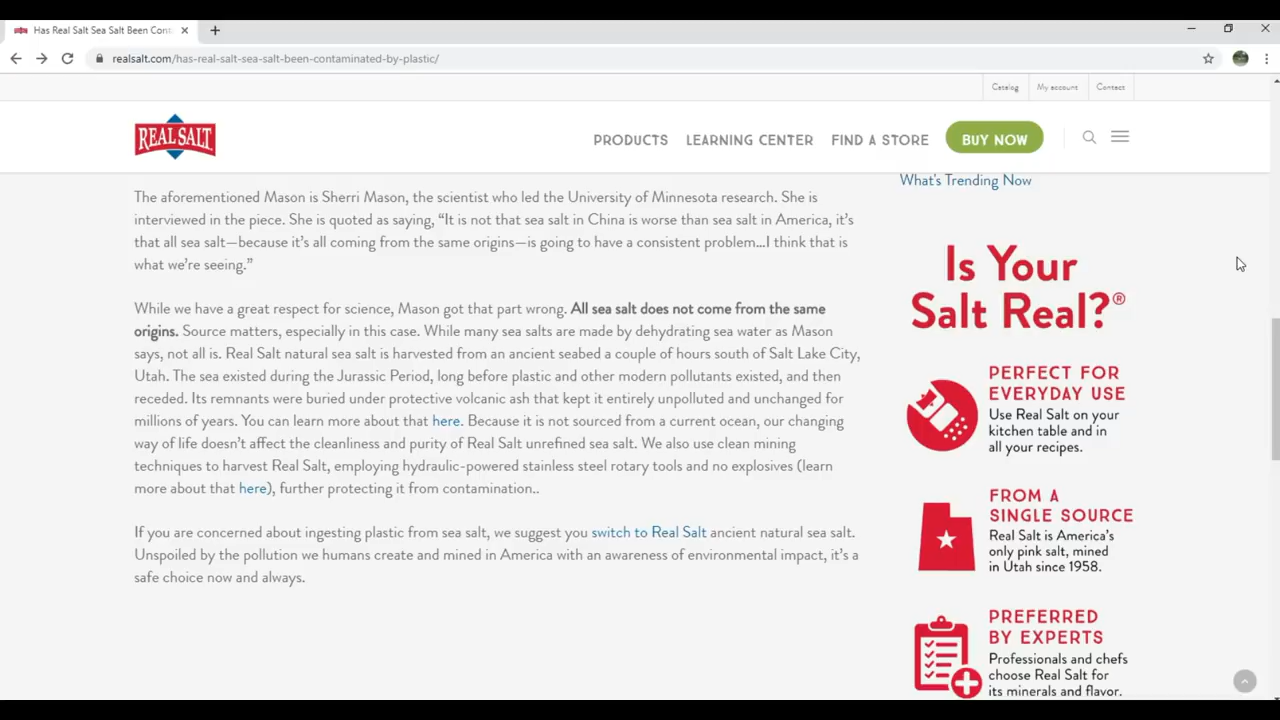 Has Real Salt Sea Salt Been Cont
realsalt.com/has-real-salt-sea-salt-been-contaminated-by-plastic/
Catalog
My account
Contact
REAL SALT
PRODUCTS
LEARNING CENTER
FIND A STORE
BUY NOW
The aforementioned Mason is Sherri Mason, the scientist who led the University of Minnesota research. She is
interviewed in the piece. She is quoted as saying, “It is not that sea salt in China is worse than sea salt in America, it’s
that all sea salt—because it’s all coming from the same origins—is going to have a consistent problem…I think that is
what we’re seeing.”
While we have a great respect for science, Mason got that part wrong. All sea salt does not come from the same
origins. Source matters, especially in this case. While many sea salts are made by dehydrating sea water as Mason
says, not all is. Real Salt natural sea salt is harvested from an ancient seabed a couple of hours south of Salt Lake City,
Utah. The sea existed during the Jurassic Period, long before plastic and other modern pollutants existed, and then
receded. Its remnants were buried under protective volcanic ash that kept it entirely unpolluted and unchanged for
millions of years. You can learn more about that here. Because it is not sourced from a current ocean, our changing
way of life doesn’t affect the cleanliness and purity of Real Salt unrefined sea salt. We also use clean mining
techniques to harvest Real Salt, employing hydraulic-powered stainless steel rotary tools and no explosives (learn
more about that here), further protecting it from contamination..
If you are concerned about ingesting plastic from sea salt, we suggest you switch to Real Salt ancient natural sea salt.
Unspoiled by the pollution we humans create and mined in America with an awareness of environmental impact, it’s a
safe choice now and always.
What's Trending Now
Is Your
Salt Real?®
PERFECT FOR
EVERYDAY USE
Use Real Salt on your
kitchen table and in
all your recipes.
FROM A
SINGLE SOURCE
Real Salt is America’s
only pink salt, mined
in Utah since 1958.
PREFERRED
BY EXPERTS
Professionals and chefs
choose Real Salt for
its minerals and flavor.